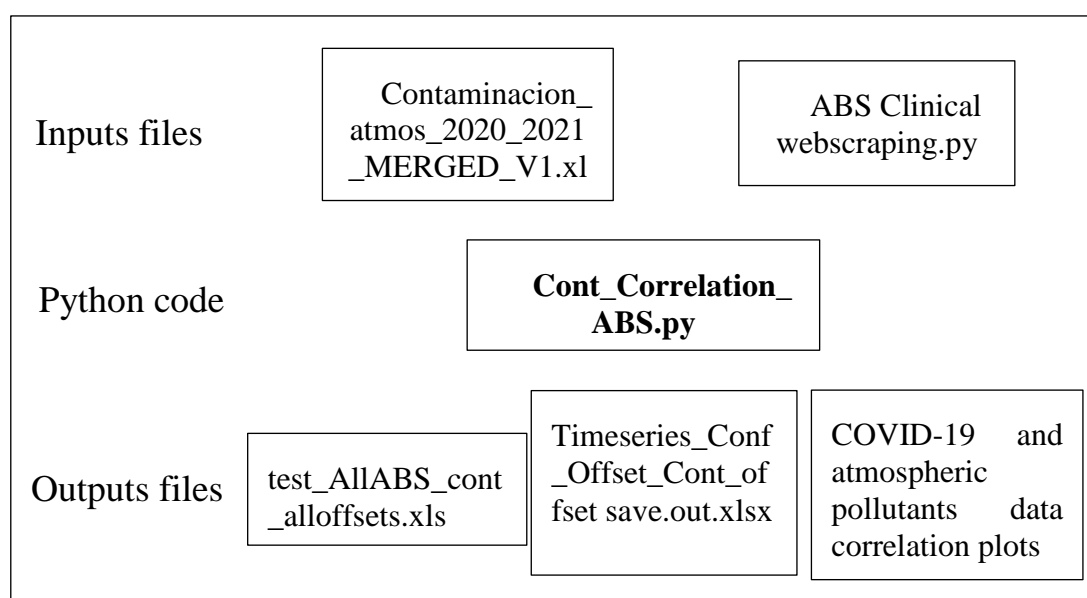 Inputs files
Contaminacion_
atmos_2020_2021
_MERGED_V1.xl
ABS Clinical
webscraping.py
Python code
Cont_Correlation_
ABS.py
Outputs files
test_AllABS_cont
_alloffsets.xls
Timeseries_Conf
_Offset_Cont_of
fset save.out.xlsx
COVID-19 and
atmospheric
pollutants data
correlation plots